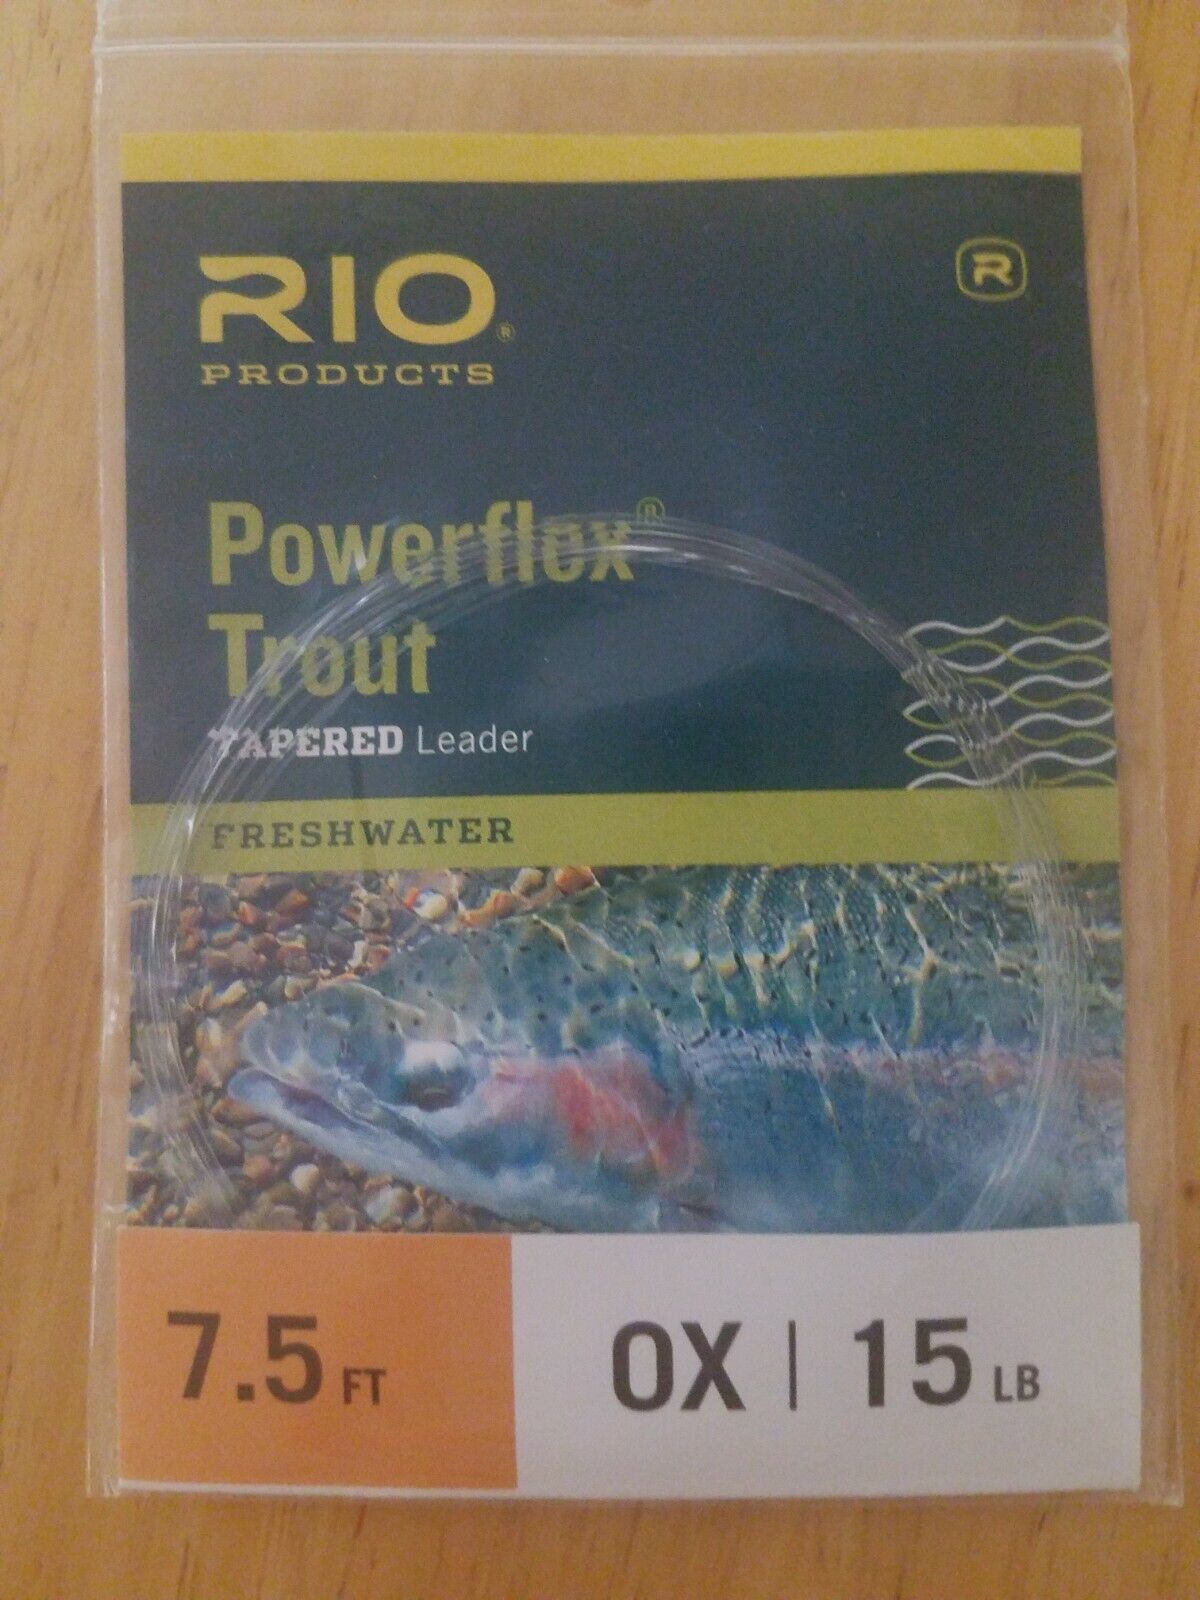 RIO®
PRODUCTS
R
Powerflex®
Trout
TAPERED Leader
FRESHWATER
7.5 FT
0X | 15 LB